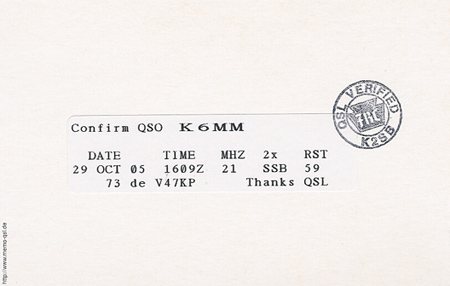 Confirm QSO K6MM
DATE TIME MHZ 2x RST
29 OCT 05 1609Z 21 SSB 59
73 de V47KP Thanks QSL
QSL VERIFIED
K2SB
http://www.memo-qsl.de